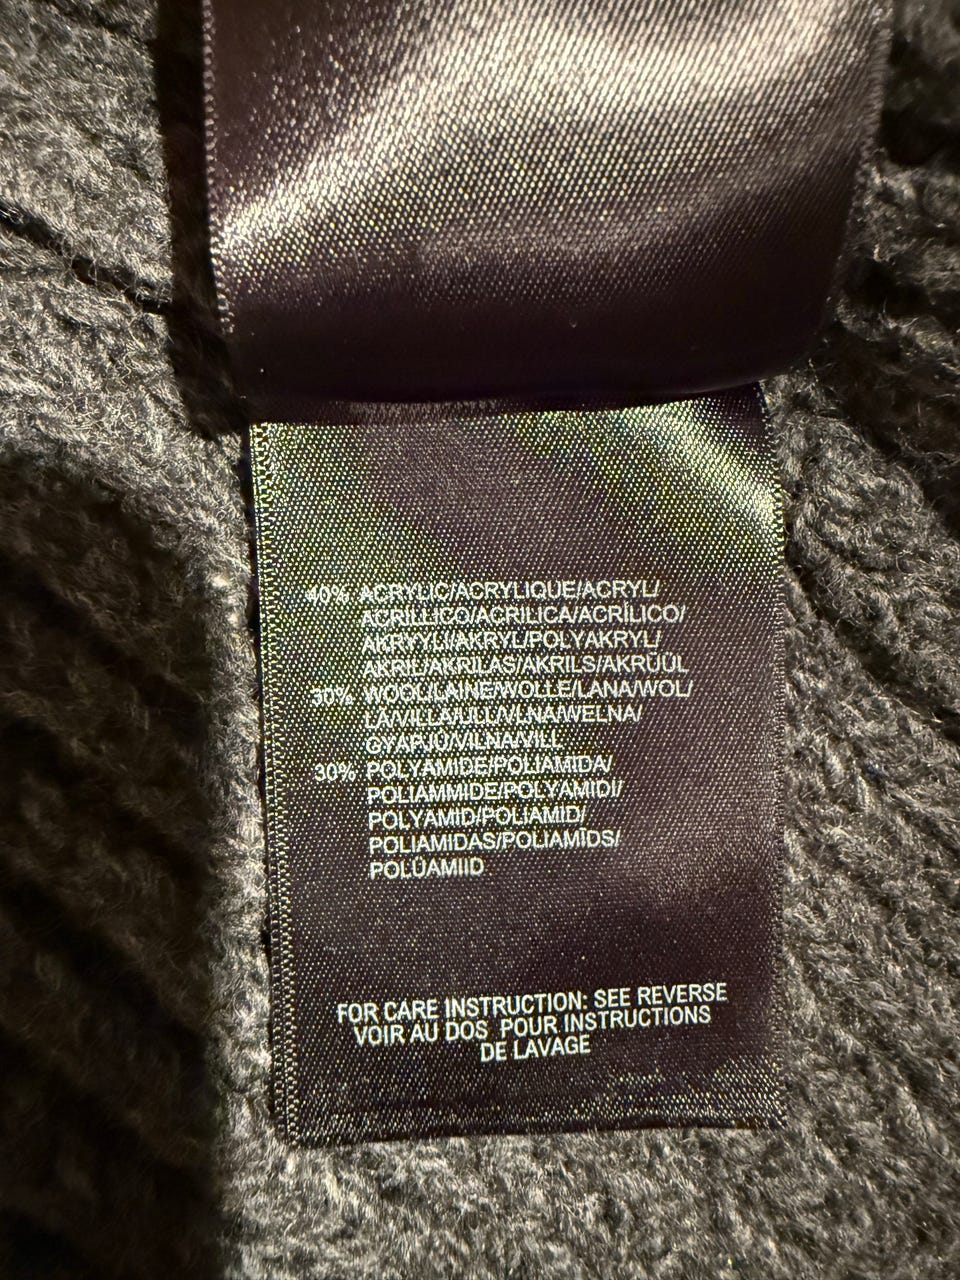 40% ACRYLIC/ACRYLIQUE/ACRYL/
ACRILLICO/ACRILICA/ACRÍLICO/
AKRYYLI/AKRYL/POLYAKRYL/
AKRIL/AKRILAS/AKRILS/AKRÜÜL
30% WOOL/LAINE/WOLLE/LANA/WOL/
LÃ/VILLA/ULL/VLNA/WEŁNA/
GYAPJÚ/VILNA/VILL
30% POLYAMIDE/POLIAMIDA/
POLIAMMIDE/POLYAMIDI/
POLYAMID/POLIAMID/
POLIAMIDAS/POLIAMĪDS/
POLÜAMIID
FOR CARE INSTRUCTION: SEE REVERSE
VOIR AU DOS POUR INSTRUCTIONS
DE LAVAGE